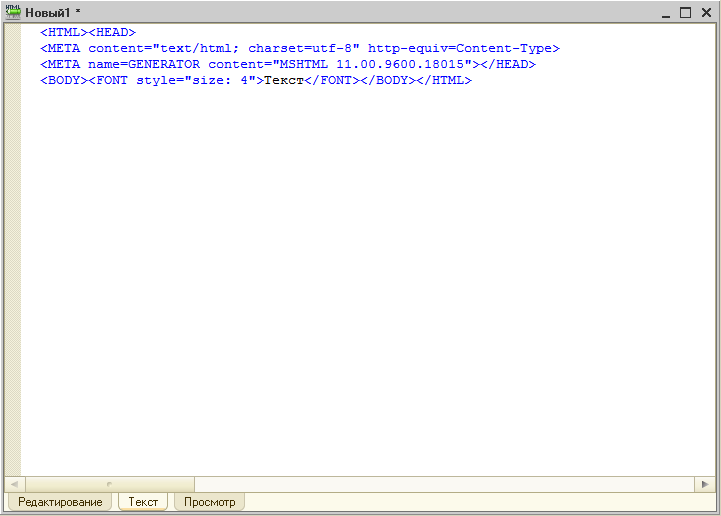 Новый1 *
<HTML><HEAD>
<META content="text/html; charset=utf-8" http-equiv=Content-Type>
<META name=GENERATOR content="MSHTML 11.00.9600.18015"></HEAD>
<BODY><FONT style="size: 4">Текст</FONT></BODY></HTML>
Редактирование Текст Просмотр